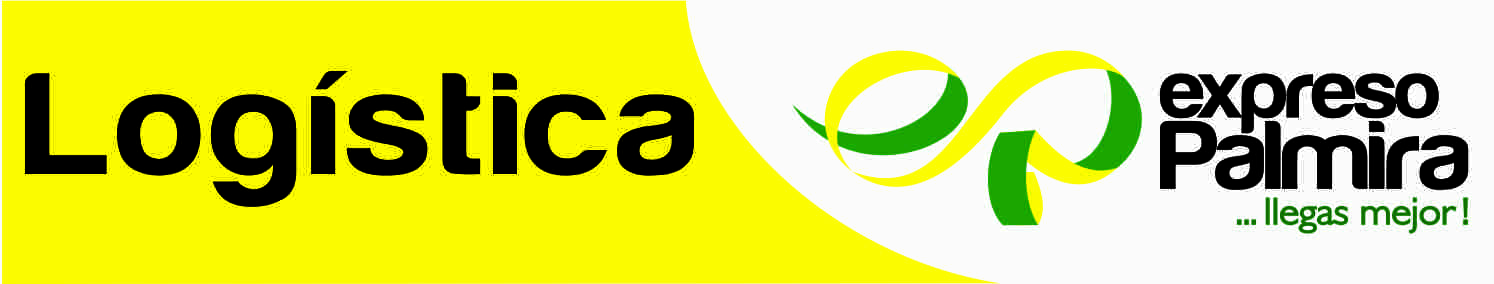 Logística
expreso
Palmira
... llegas mejor!